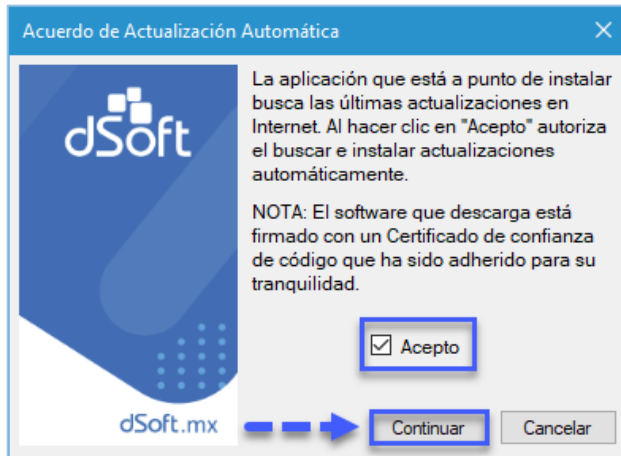 Acuerdo de Actualización Automática
dSoft
La aplicación que está a punto de instalar
busca las últimas actualizaciones en
Internet. Al hacer clic en "Acepto" autoriza
el buscar e instalar actualizaciones
automáticamente.
NOTA: El software que descarga está
firmado con un Certificado de confianza
de código que ha sido adherido para su
tranquilidad.
Acepto
dSoft.mx
Continuar
Cancelar